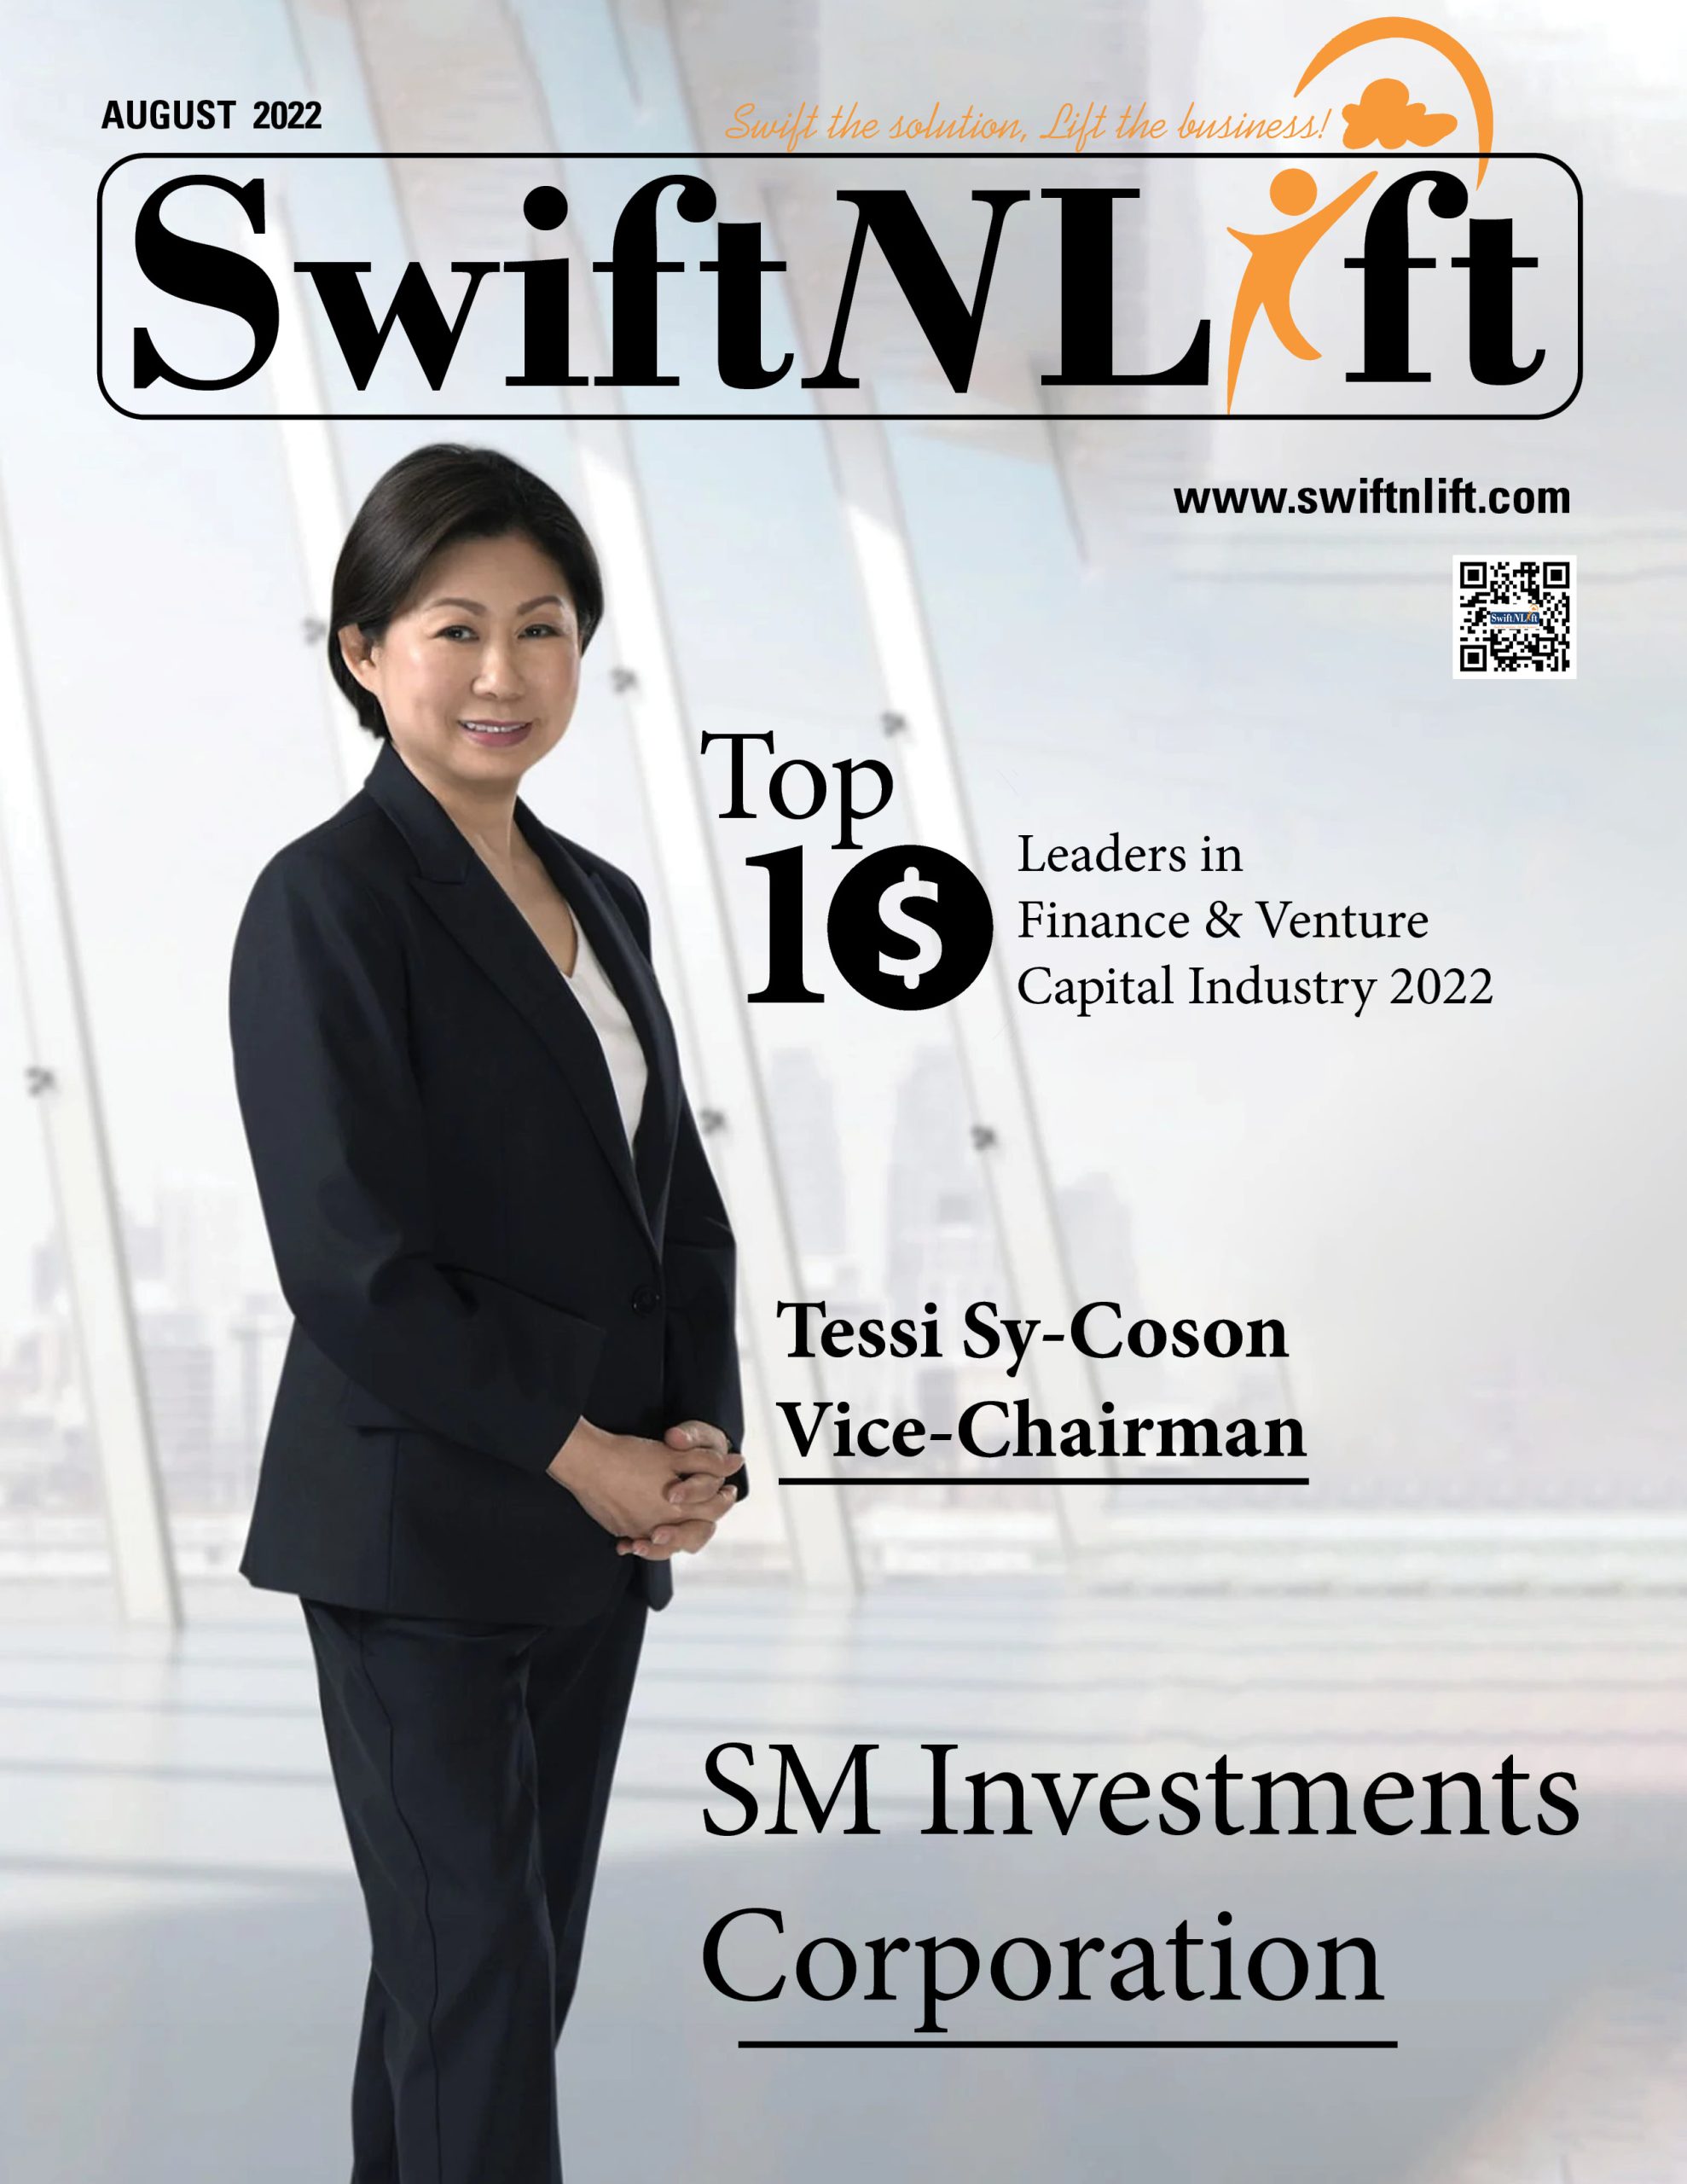 AUGUST 2022
Swift the solution, Lift the business!
SwiftNLift
www.swiftnlift.com
SwiftNLift
Top
10
Leaders in
Finance & Venture
Capital Industry 2022
Tessi Sy-Coson
Vice-Chairman
SM Investments
Corporation